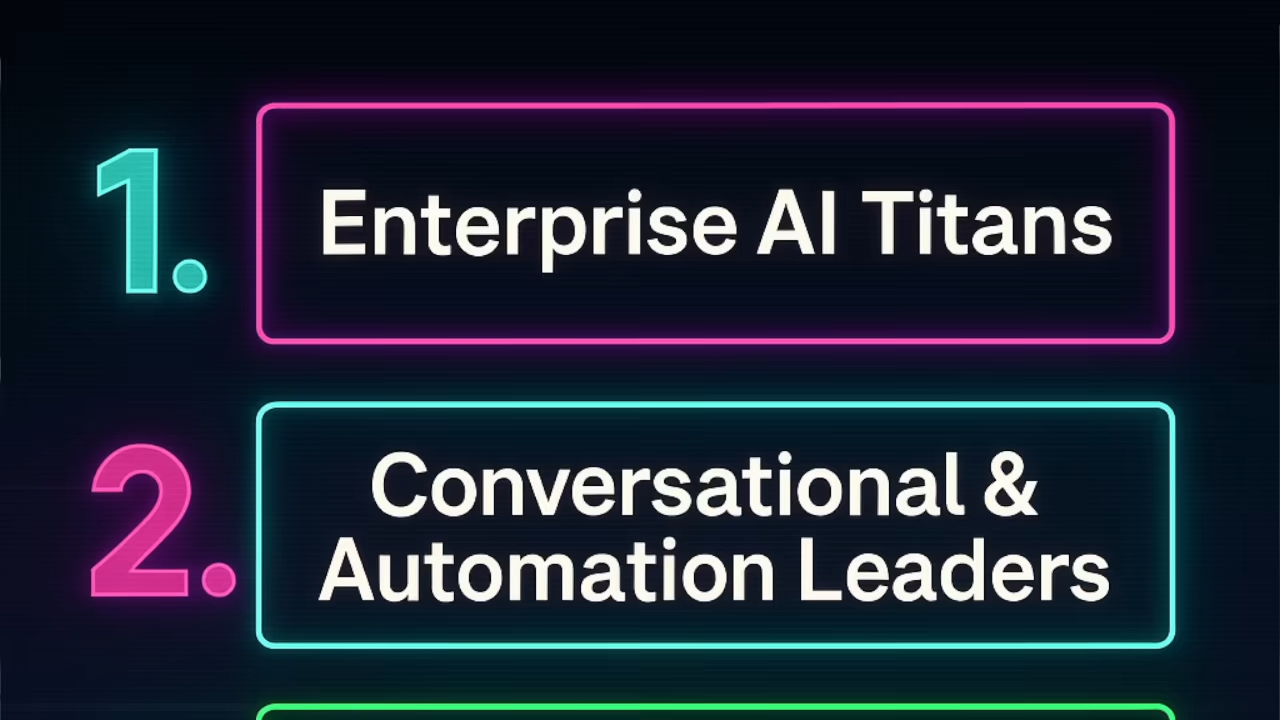 1.
Enterprise AI Titans
2.
Conversational &
Automation Leaders